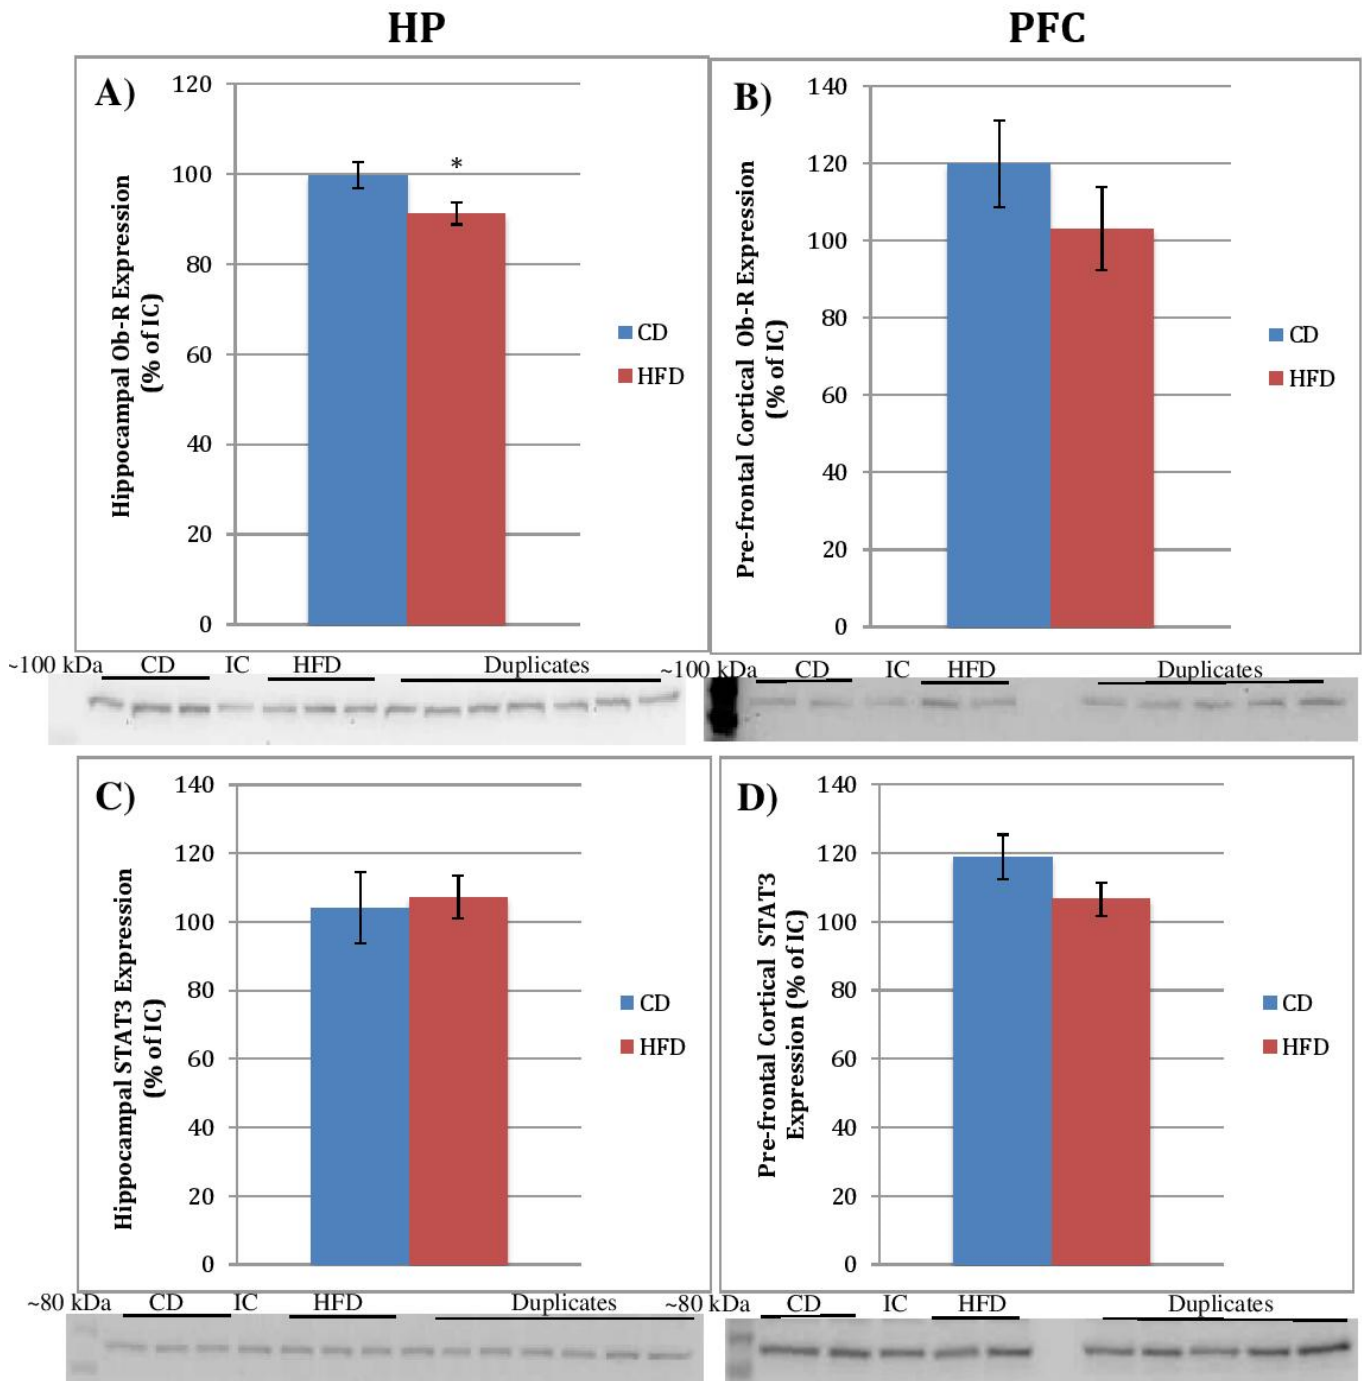 HP
PFC
A)
120
100
80
60
40
20
0
*
Hippocampal Ob-R Expression
(% of IC)
CD
HFD
B)
140
120
100
80
60
40
20
0
Pre-frontal Cortical Ob-R Expression
(% of IC)
CD
HFD
~100 kDa CD IC HFD Duplicates
~100 kDa CD IC HFD Duplicates
C)
140
120
100
80
60
40
20
0
Hippocampal STAT3 Expression
(% of IC)
CD
HFD
D)
140
120
100
80
60
40
20
0
Pre-frontal Cortical STAT3
Expression (% of IC)
CD
HFD
~80 kDa CD IC HFD Duplicates
~80 kDa CD IC HFD Duplicates